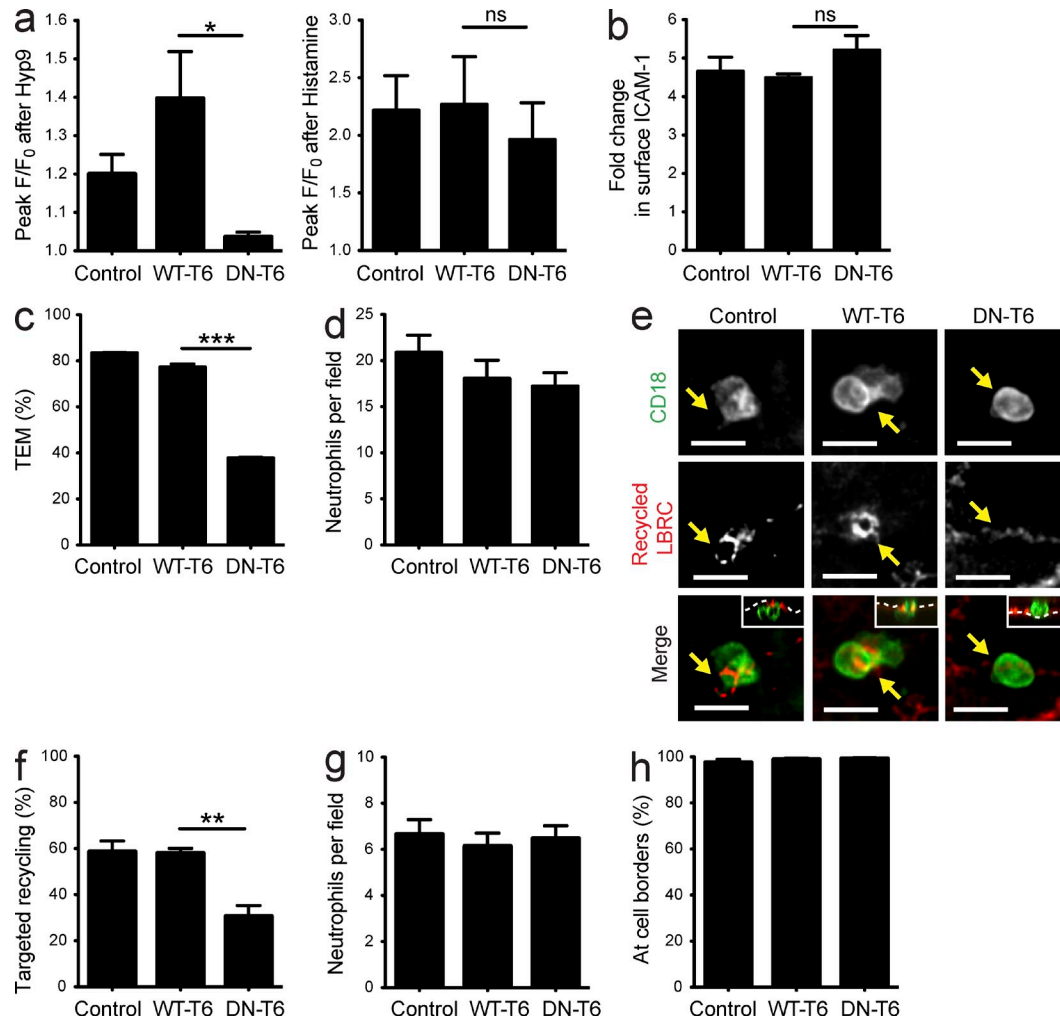 a
Peak F/F0 after Hyp9
1.6
1.5
1.4
1.3
1.2
1.1
1.0
*
Control WT-T6 DN-T6
Peak F/F0 after Histamine
3.0
2.5
2.0
1.5
1.0
ns
Control WT-T6 DN-T6
b
Fold change
in surface ICAM-1
6
5
4
3
2
1
0
ns
Control WT-T6 DN-T6
c
TEM (%)
100
80
60
40
20
0
***
Control WT-T6 DN-T6
d
Neutrophils per field
25
20
15
10
5
0
Control WT-T6 DN-T6
e
Control WT-T6 DN-T6
CD18
Recycled
LBRC
Merge
f
Targeted recycling (%)
100
80
60
40
20
0
**
Control WT-T6 DN-T6
g
Neutrophils per field
10
8
6
4
2
0
Control WT-T6 DN-T6
h
At cell borders (%)
100
80
60
40
20
0
Control WT-T6 DN-T6